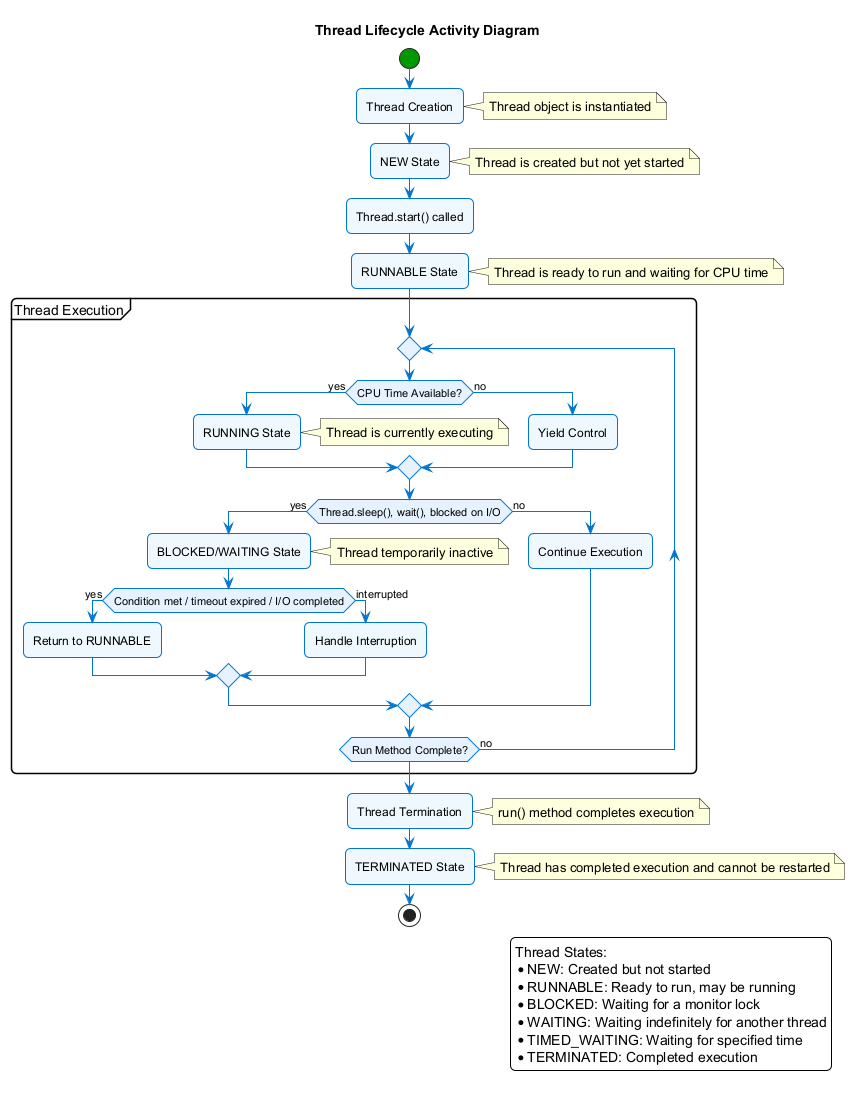 Thread Lifecycle Activity Diagram
Thread Creation
Thread object is instantiated
NEW State
Thread is created but not yet started
Thread.start() called
RUNNABLE State
Thread is ready to run and waiting for CPU time
Thread Execution
yes
CPU Time Available?
no
RUNNING State
Thread is currently executing
Yield Control
yes
Thread.sleep(), wait(), blocked on I/O
no
BLOCKED/WAITING State
Thread temporarily inactive
Continue Execution
yes
Condition met / timeout expired / I/O completed
interrupted
Return to RUNNABLE
Handle Interruption
Run Method Complete?
no
Thread Termination
run() method completes execution
TERMINATED State
Thread has completed execution and cannot be restarted
Thread States:
• NEW: Created but not started
• RUNNABLE: Ready to run, may be running
• BLOCKED: Waiting for a monitor lock
• WAITING: Waiting indefinitely for another thread
• TIMED_WAITING: Waiting for specified time
• TERMINATED: Completed execution